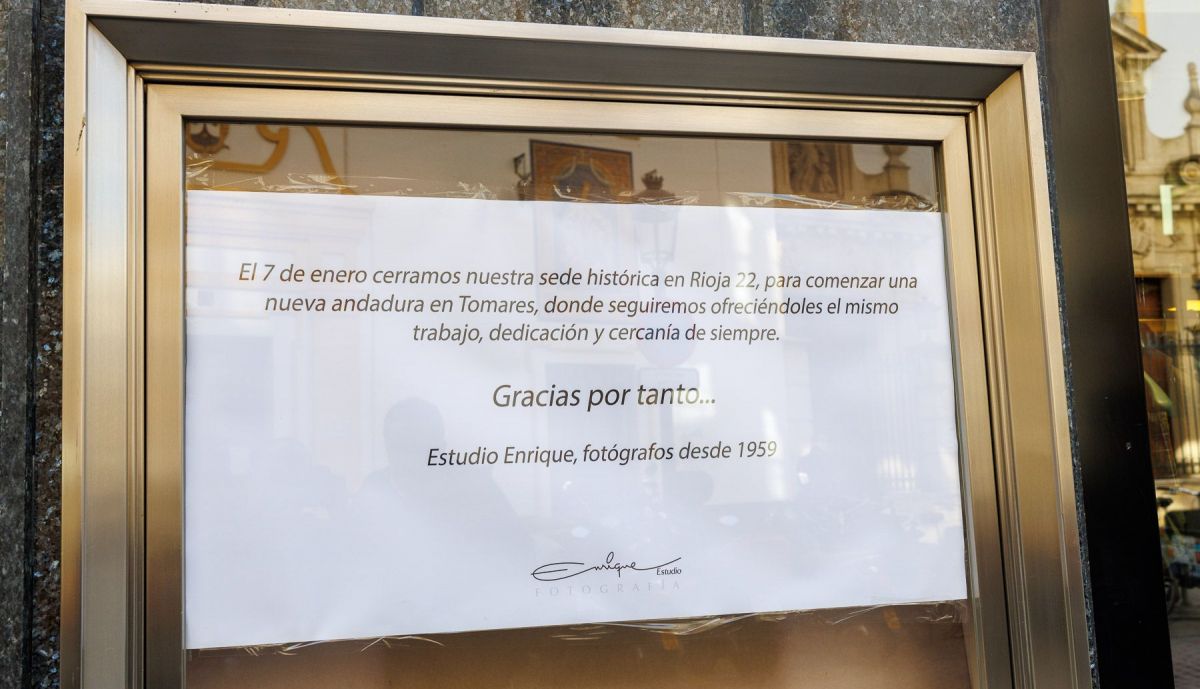 El 7 de enero cerramos nuestra sede histórica en Rioja 22, para comenzar una
nueva andadura en Tomares, donde seguiremos ofreciéndoles el mismo
trabajo, dedicación y cercanía de siempre.
Gracias por tanto...
Estudio Enrique, fotógrafos desde 1959
Enrique Estudio
FOTOGRAFÍA